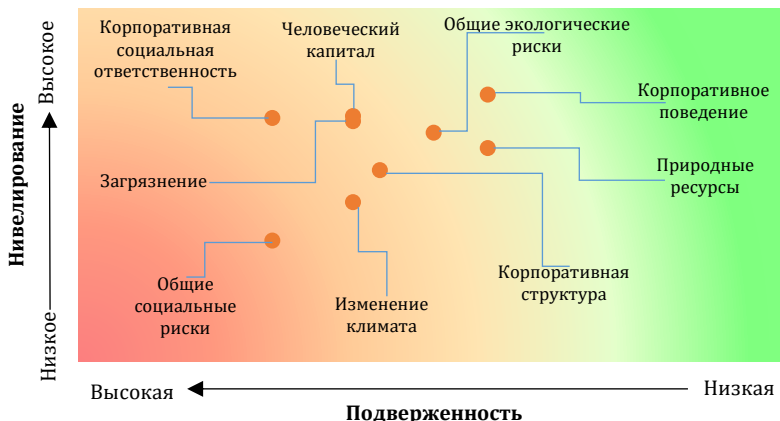 Корпоративная
социальная
ответственность
Человеческий
капитал
Общие экологические
риски
Корпоративное
поведение
Загрязнение
Природные
ресурсы
Общие
социальные
риски
Изменение
климата
Корпоративная
структура
Нивелирование
Высокое
Низкое
Высокая
Низкая
Подверженность